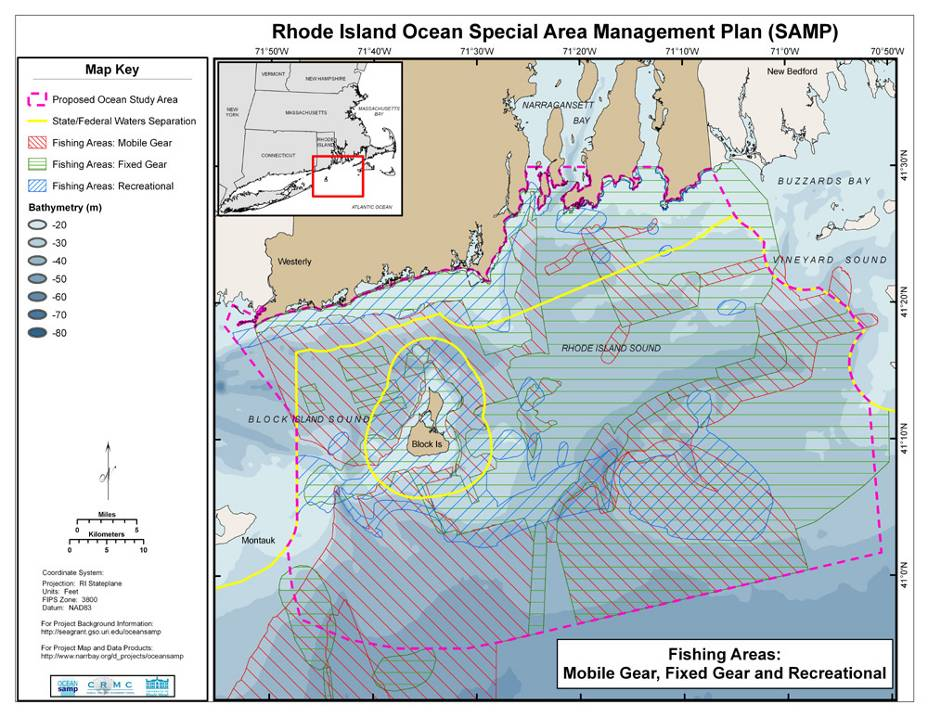 Rhode Island Ocean Special Area Management Plan (SAMP)
71°50'W 71°40'W 71°30'W 71°20'W 71°10'W 71°0'W 70°50'W
Map Key
Proposed Ocean Study Area
State/Federal Waters Separation
Fishing Areas: Mobile Gear
Fishing Areas: Fixed Gear
Fishing Areas: Recreational
Bathymetry (m)
-20
-30
-40
-50
-60
-70
-80
Miles
0 5
Kilometers
0 5 10
Coordinate System:
Projection: RI Stateplane
Units: Feet
FIPS Zone: 3800
Datum: NAD83
For Project Background Information:
http://seagrant.gso.uri.edu/oceansamp
For Project Map and Data Products:
http://www.narrbay.org/d_projects/oceansamp
OCEAN
samp
CRMC
VERMONT
NEW HAMPSHIRE
NEW
YORK
MASSACHUSETTS
MASSACHUSETTS
BAY
RHODE
ISLAND
CONNECTICUT
ATLANTIC OCEAN
New Bedford
NARRAGANSETT
BAY
BUZZARDS BAY
VINEYARD SOUND
Westerly
RHODE ISLAND SOUND
BLOCK ISLAND SOUND
Block Is
Montauk
41°30'N
41°20'N
41°10'N
41°0'N
Fishing Areas:
Mobile Gear, Fixed Gear and Recreational